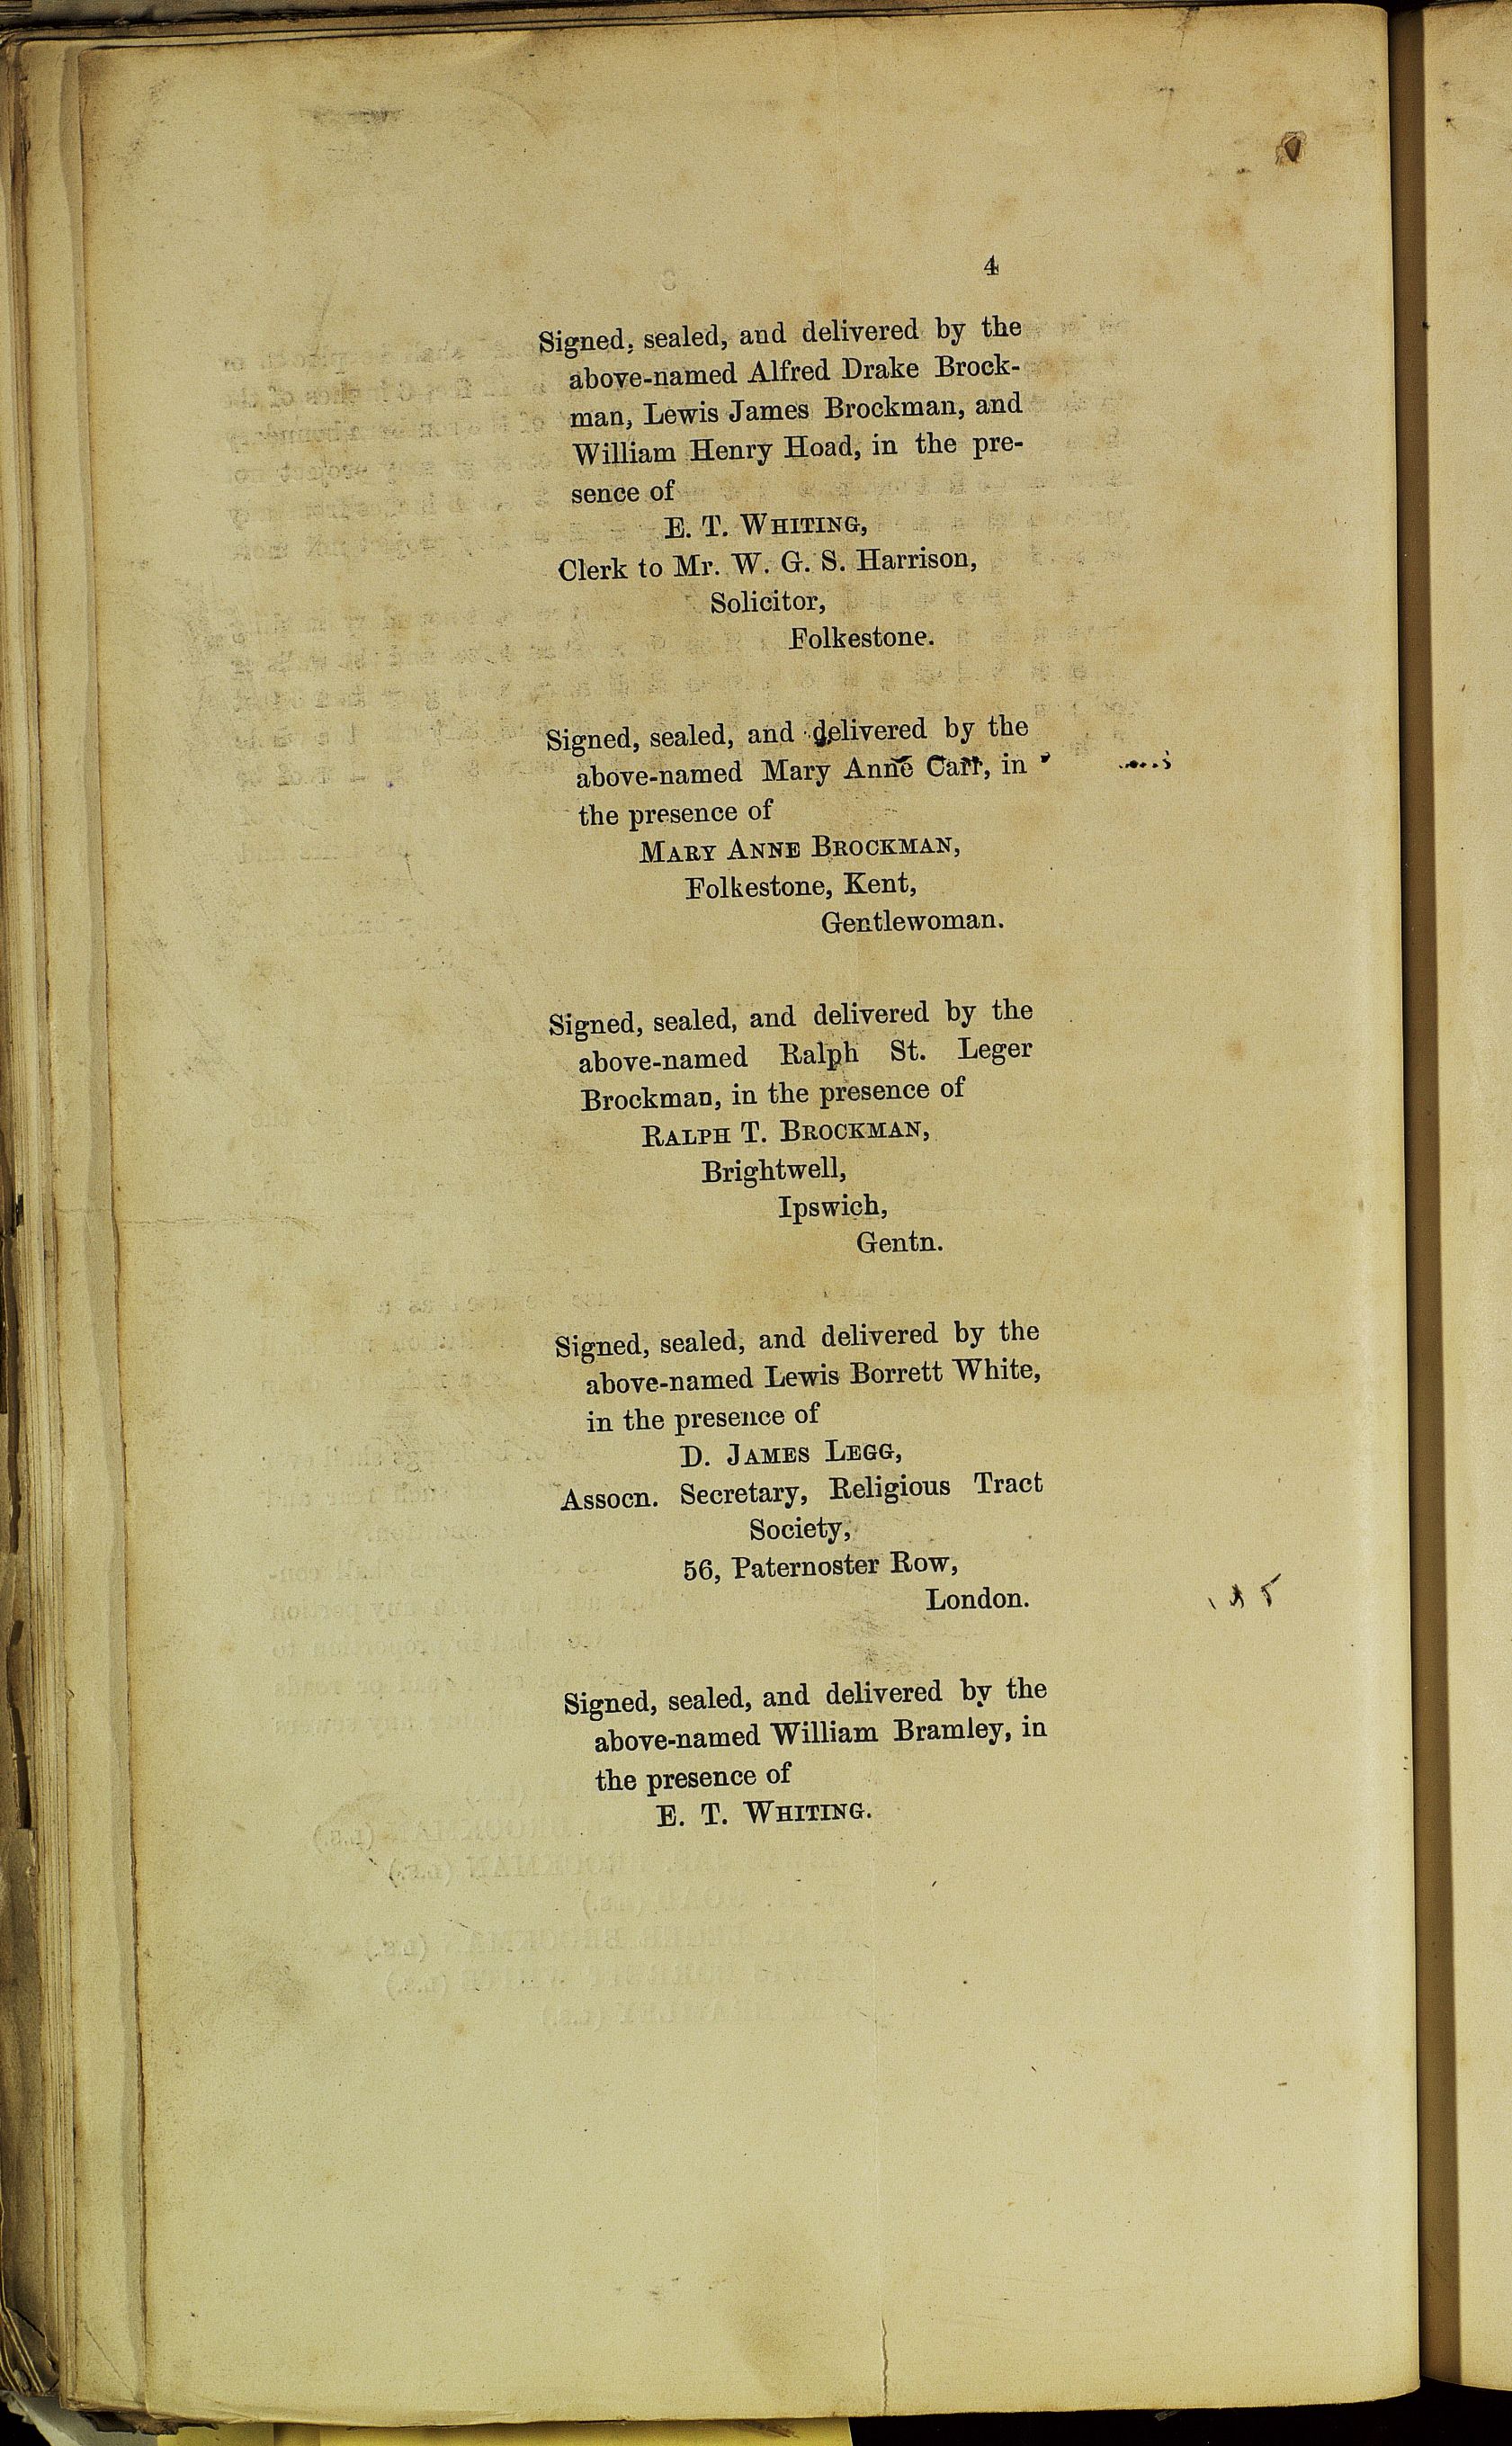 4
Signed, sealed, and delivered by the
above-named Alfred Drake Brock-
man, Lewis James Brockman, and
William Henry Hoad, in the pre-
sence of
E. T. WHITING,
Clerk to Mr. W. G. S. Harrison,
Solicitor,
Folkestone.
Signed, sealed, and delivered by the
above-named Mary Anne Carr, in
the presence of
MARY ANNE BROCKMAN,
Folkestone, Kent,
Gentlewoman.
Signed, sealed, and delivered by the
above-named Ralph St. Leger
Brockman, in the presence of
RALPH T. BROCKMAN,
Brightwell,
Ipswich,
Gentn.
Signed, sealed, and delivered by the
above-named Lewis Borrett White,
in the presence of
D. JAMES LEGG,
Assocn. Secretary, Religious Tract
Society,
56, Paternoster Row,
London.
Signed, sealed, and delivered by the
above-named William Bramley, in
the presence of
E. T. WHITING.